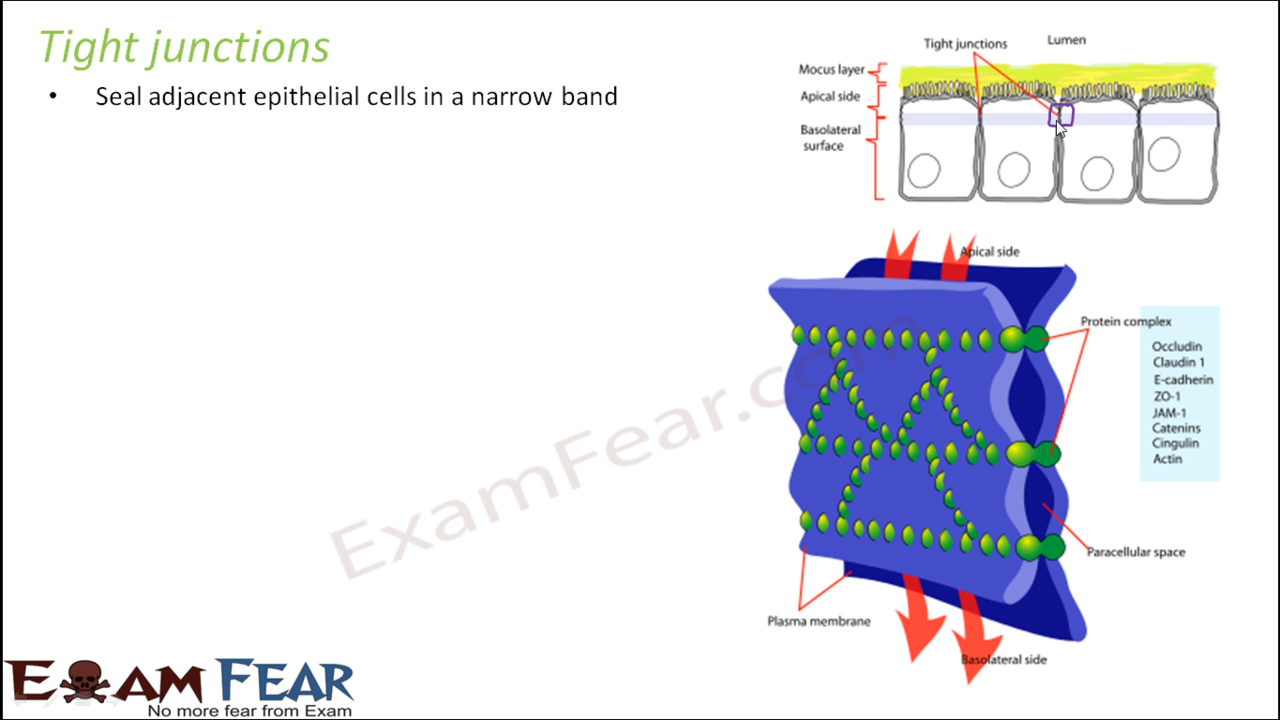 Tight junctions
• Seal adjacent epithelial cells in a narrow band
Tight junctions
Lumen
Mocus layer
Apical side
Basolateral
surface
Apical side
Protein complex
Occludin
Claudin 1
E-cadherin
ZO-1
JAM-1
Catenins
Cingulin
Actin
Paracellular space
Plasma membrane
Basolateral side
ExamFear.com
EXAM FEAR
No more fear from Exam